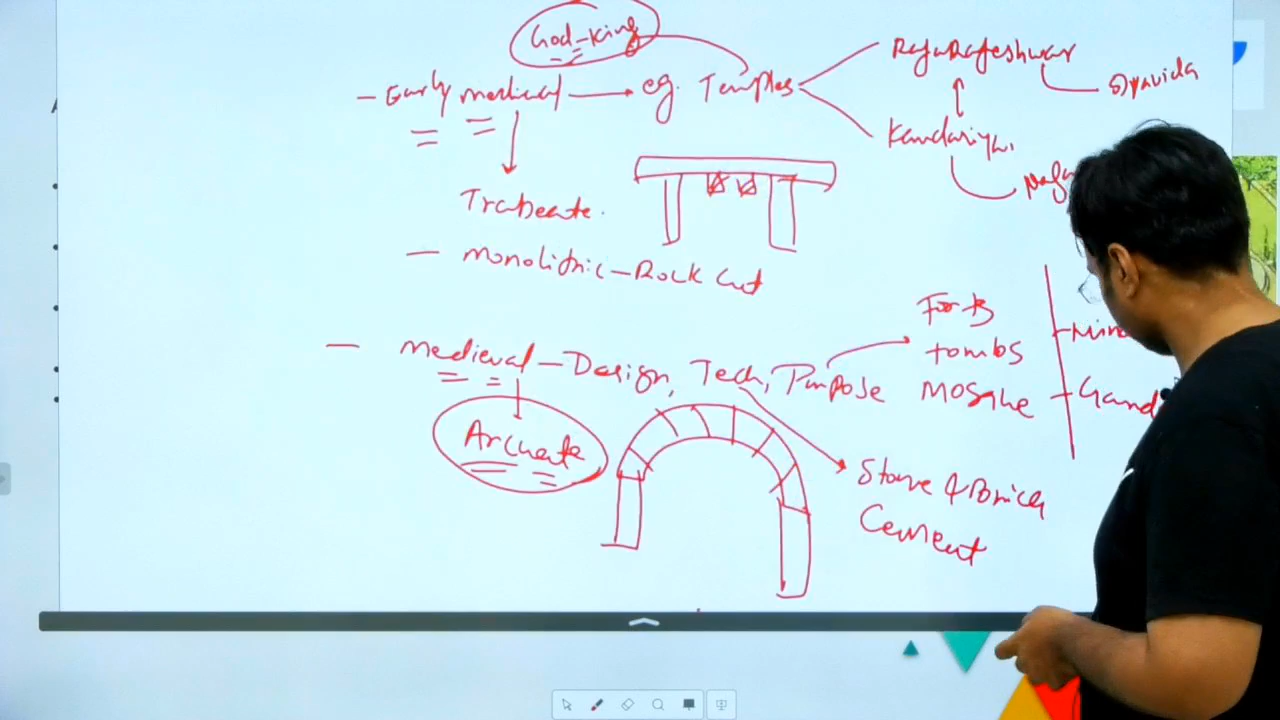 God-King
- Early medieval → eg. Temples
RajaRajeshwar
Dravida
Kandariya.
Trabeate.
- monolithic - Rock Cut
- medieval - Design, Tech, Purpose
Forts
tombs
Mosque
Arcuate
Stone & Brick
Cement